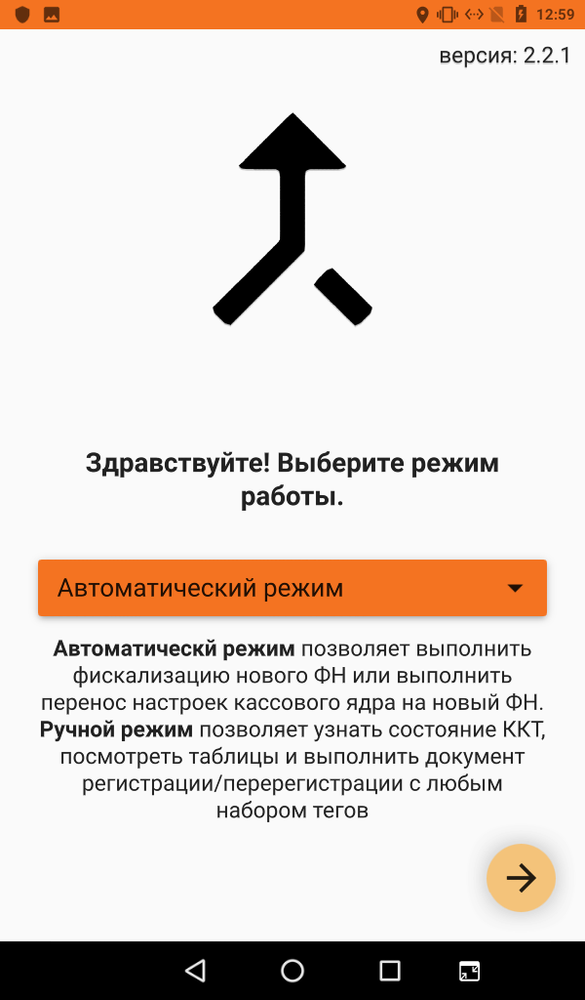 12:59
версия: 2.2.1
Здравствуйте! Выберите режим
работы.
Автоматический режим
Автоматическй режим позволяет выполнить
фискализацию нового ФН или выполнить
перенос настроек кассового ядра на новый ФН.
Ручной режим позволяет узнать состояние ККТ,
посмотреть таблицы и выполнить документ
регистрации/перерегистрации с любым
набором тегов